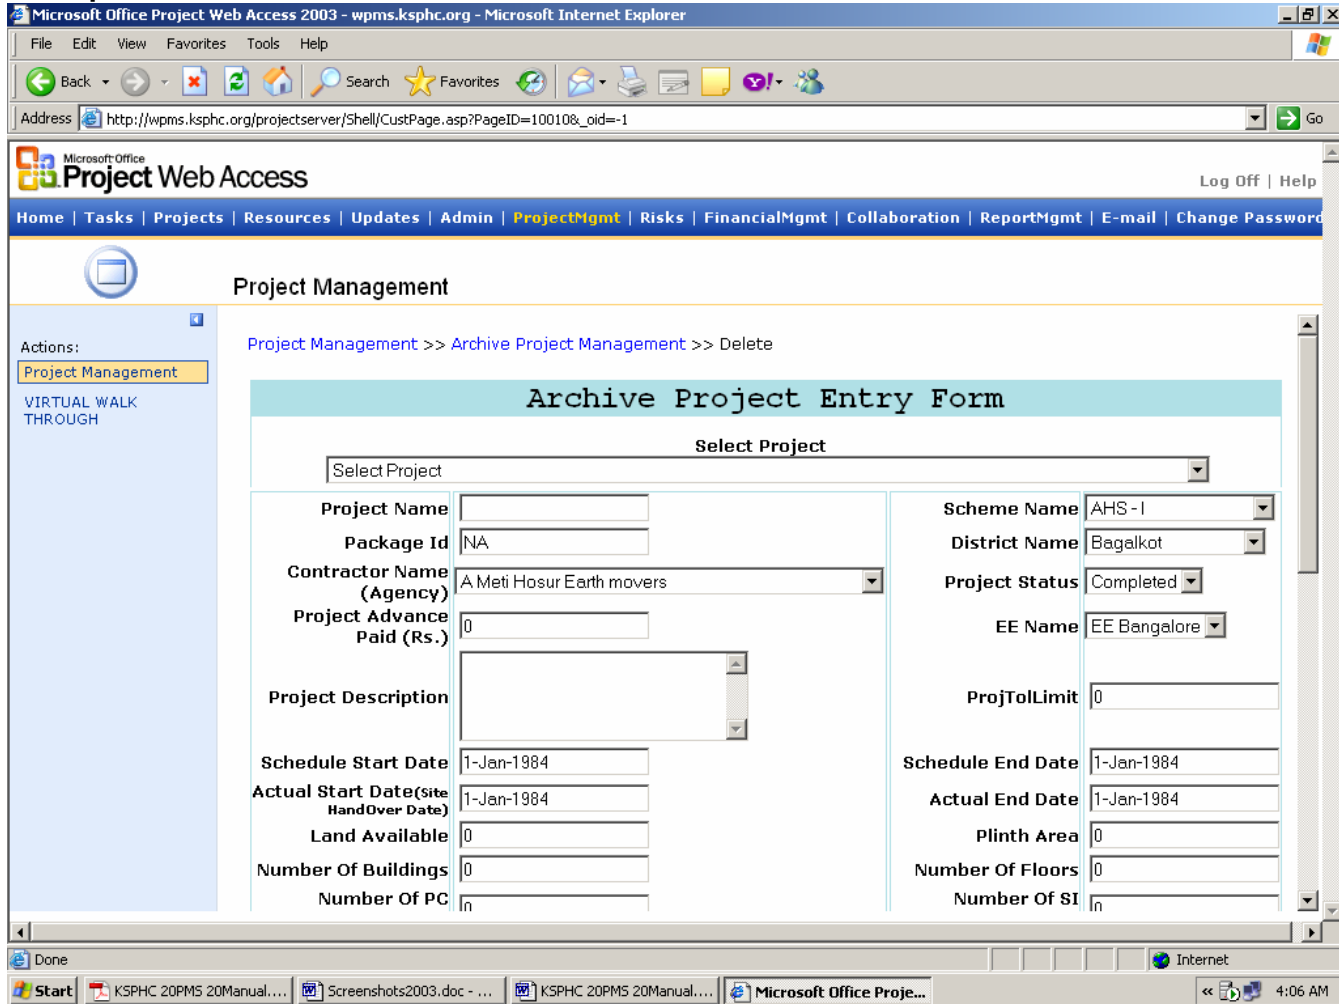 Microsoft Office Project Web Access 2003 - wpms.ksphc.org - Microsoft Internet Explorer
File Edit View Favorites Tools Help
Back Search Favorites
Address http://wpms.ksphc.org/projectserver/Shell/CustPage.asp?PageID=10010&_oid=-1 Go
Microsoft Office
Project Web Access
Log Off | Help
Home | Tasks | Projects | Resources | Updates | Admin | ProjectMgmt | Risks | FinancialMgmt | Collaboration | ReportMgmt | E-mail | Change Password
Project Management
Actions:
Project Management
VIRTUAL WALK
THROUGH
Project Management >> Archive Project Management >> Delete
Archive Project Entry Form
Select Project
Select Project
Project Name Scheme Name AHS - I
Package Id NA District Name Bagalkot
Contractor Name
(Agency) A Meti Hosur Earth movers Project Status Completed
Project Advance
Paid (Rs.) 0 EE Name EE Bangalore
Project Description ProjTolLimit 0
Schedule Start Date 1-Jan-1984 Schedule End Date 1-Jan-1984
Actual Start Date(Site
HandOver Date) 1-Jan-1984 Actual End Date 1-Jan-1984
Land Available 0 Plinth Area 0
Number Of Buildings 0 Number Of Floors 0
Number Of PC 0 Number Of SI 0
Done Internet
Start KSPHC 20PMS 20Manual.... Screenshots2003.doc - ... KSPHC 20PMS 20Manual.... Microsoft Office Proje... « 4:06 AM